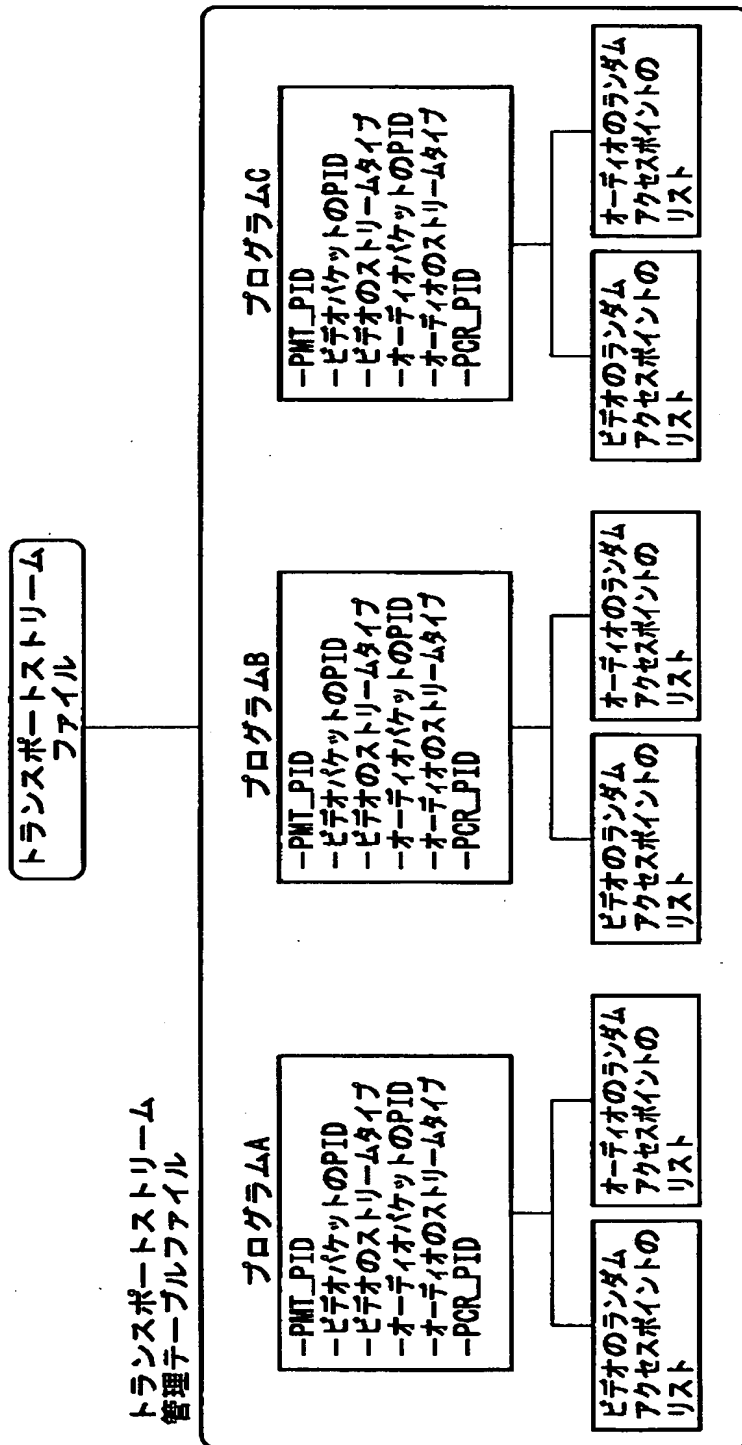 トランスポートストリーム
ファイル
トランスポートストリーム
管理テーブルファイル
プログラムA
−PMT_PID
−ビデオパケットのPID
−ビデオのストリームタイプ
−オーディオパケットのPID
−オーディオのストリームタイプ
−PCR_PID
ビデオのランダム
アクセスポイントの
リスト
オーディオのランダム
アクセスポイントの
リスト
プログラムB
−PMT_PID
−ビデオパケットのPID
−ビデオのストリームタイプ
−オーディオパケットのPID
−オーディオのストリームタイプ
−PCR_PID
ビデオのランダム
アクセスポイントの
リスト
オーディオのランダム
アクセスポイントの
リスト
プログラムC
−PMT_PID
−ビデオパケットのPID
−ビデオのストリームタイプ
−オーディオパケットのPID
−オーディオのストリームタイプ
−PCR_PID
ビデオのランダム
アクセスポイントの
リスト
オーディオのランダム
アクセスポイントの
リスト